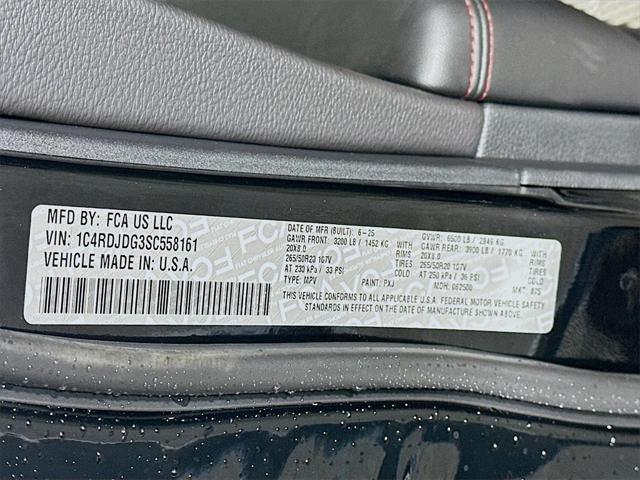 MFD BY: FCA US LLC
VIN: 1C4RDJDG3SC558161
VEHICLE MADE IN: U.S.A.
DATE OF MFR (BUILT): 6-25 GVWR: 6500 LB / 2949 KG
GAWR FRONT: 3200 LB / 1452 KG GAWR REAR: 3900 LB / 1770 KG
20X8.0 RIMS 20X8.0 RIMS
265/50R20 107V TIRES 265/50R20 107V TIRES
AT 230 kPa / 33 PSI COLD AT 250 kPa / 36 PSI COLD
TYPE: MPV PAINT: PXJ MDH: 062500 MKT: 875
THIS VEHICLE CONFORMS TO ALL APPLICABLE U.S.A. FEDERAL MOTOR VEHICLE SAFETY
STANDARDS IN EFFECT ON THE DATE OF MANUFACTURE SHOWN ABOVE.